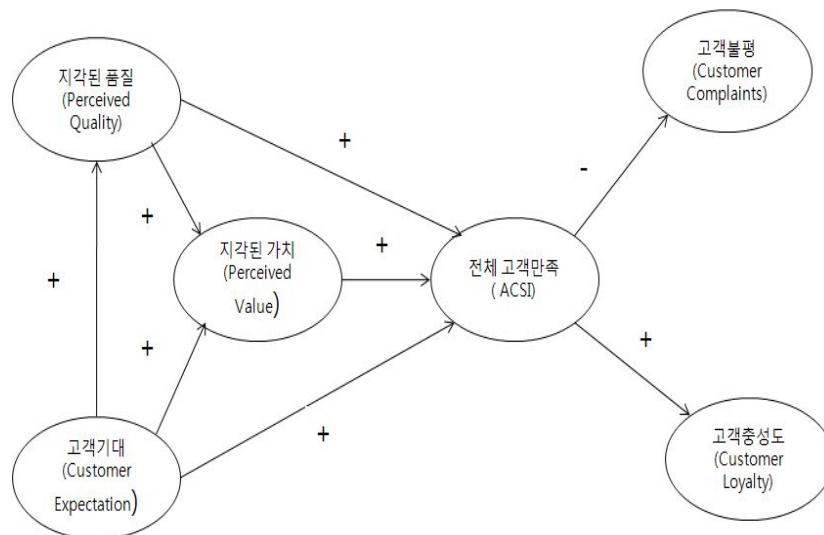 지각된 품질
(Perceived
Quality)
고객불평
(Customer
Complaints)
+
-
+
+
지각된 가치
(Perceived
Value)
전체 고객만족
( ACSI)
+
+
+
+
고객기대
(Customer
Expectation)
고객충성도
(Customer
Loyalty)